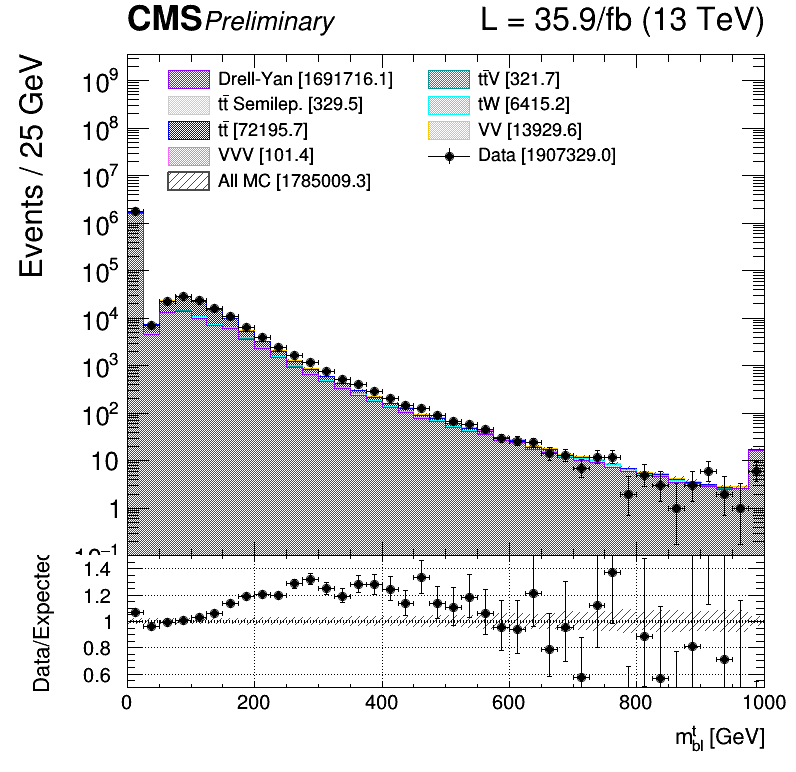 CMS Preliminary L = 35.9/fb (13 TeV)
Events / 25 GeV
10⁹
10⁸
10⁷
10⁶
10⁵
10⁴
10³
10²
10
1
10⁻¹
Drell-Yan [1691716.1]
tt̄ Semilep. [329.5]
tt̄ [72195.7]
VVV [101.4]
All MC [1785009.3]
tt̄V [321.7]
tW [6415.2]
VV [13929.6]
Data [1907329.0]
Data/Expected
1.4
1.2
1
0.8
0.6
0 200 400 600 800 1000
m^t_bl [GeV]